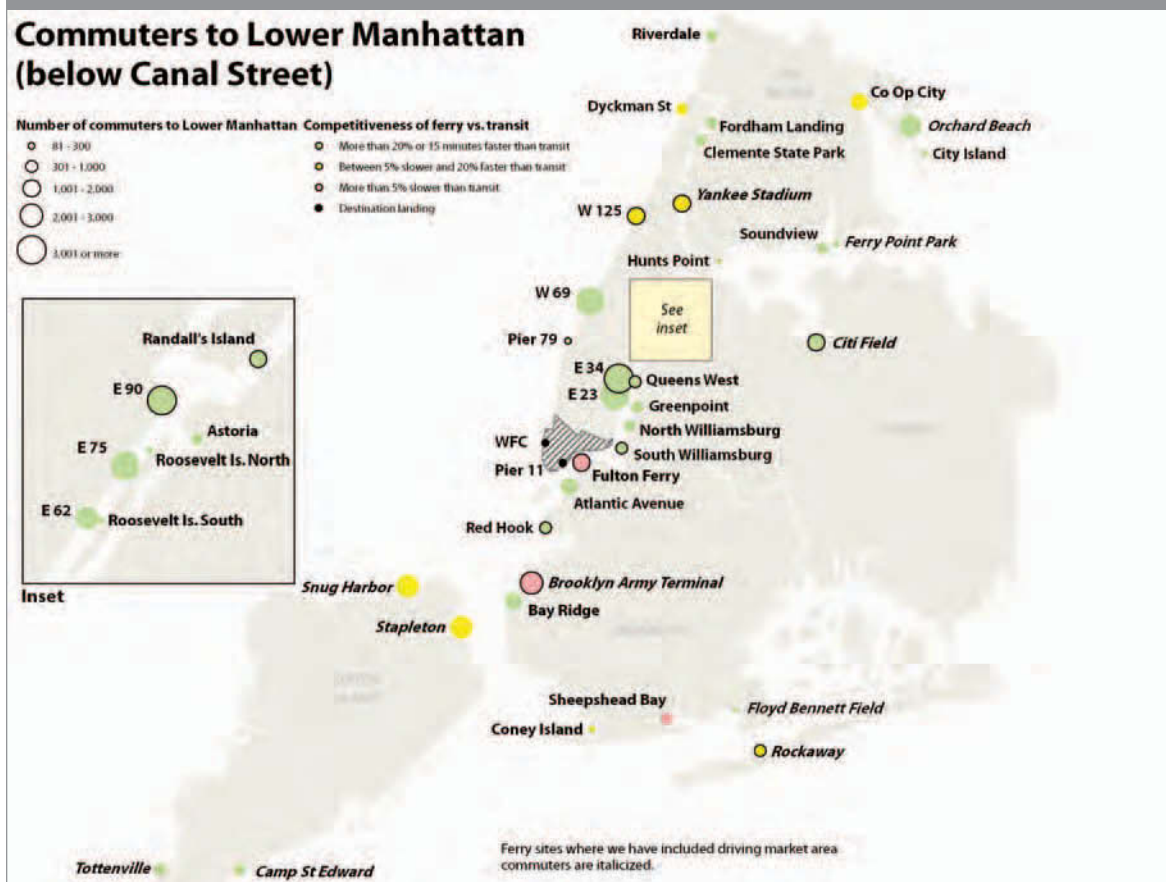 Commuters to Lower Manhattan
(below Canal Street)
Number of commuters to Lower Manhattan
81 - 300
301 - 1,000
1,001 - 2,000
2,001 - 3,000
3,001 or more
Competitiveness of ferry vs. transit
More than 20% or 15 minutes faster than transit
Between 5% slower and 20% faster than transit
More than 5% slower than transit
Destination landing
Riverdale
Dyckman St
Co Op City
Fordham Landing
Orchard Beach
Clemente State Park
City Island
Yankee Stadium
W 125
Soundview
Ferry Point Park
Hunts Point
W 69
See
inset
Pier 79
Citi Field
E 34
Queens West
E 23
Greenpoint
North Williamsburg
WFC
South Williamsburg
Pier 11
Fulton Ferry
Atlantic Avenue
Red Hook
Randall's Island
E 90
Astoria
E 75
Roosevelt Is. North
E 62
Roosevelt Is. South
Inset
Snug Harbor
Brooklyn Army Terminal
Bay Ridge
Stapleton
Sheepshead Bay
Floyd Bennett Field
Coney Island
Rockaway
Ferry sites where we have included driving market area
commuters are italicized.
Tottenville
Camp St Edward